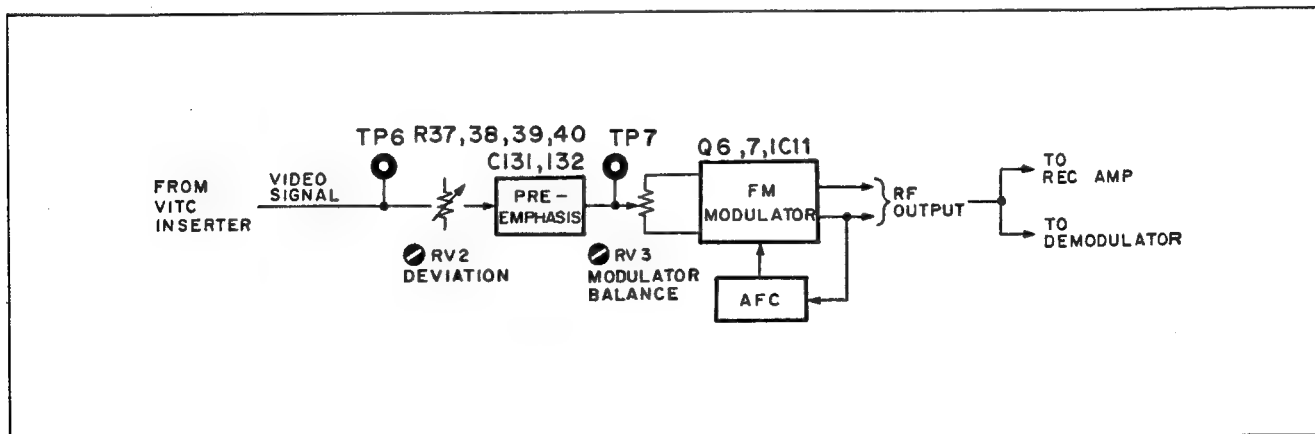 TP6 R37,38,39,40
C131,132
TP7
Q6,7,IC11
FROM
VITC
INSERTER
VIDEO
SIGNAL
PRE-
EMPHASIS
RV2
DEVIATION
RV3
MODULATOR
BALANCE
FM
MODULATOR
AFC
RF
OUTPUT
TO
REC AMP
TO
DEMODULATOR